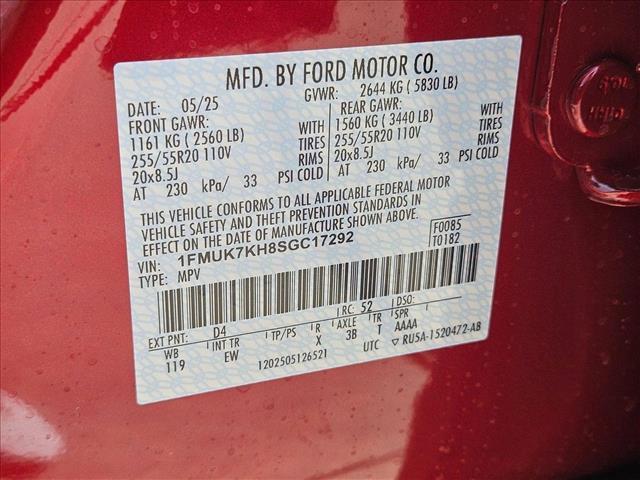 MFD. BY FORD MOTOR CO.
DATE: 05/25 GVWR: 2644 KG ( 5830 LB)
FRONT GAWR: REAR GAWR:
1161 KG ( 2560 LB) WITH 1560 KG ( 3440 LB) WITH
255/55R20 110V TIRES 255/55R20 110V TIRES
20x8.5J RIMS 20x8.5J RIMS
AT 230 kPa/ 33 PSI COLD AT 230 kPa/ 33 PSI COLD
THIS VEHICLE CONFORMS TO ALL APPLICABLE FEDERAL MOTOR
VEHICLE SAFETY AND THEFT PREVENTION STANDARDS IN
EFFECT ON THE DATE OF MANUFACTURE SHOWN ABOVE.
VIN: 1FMUK7KH8SGC17292 F0085
TYPE: MPV T0182
EXT PNT: D4 RC: 52 DSO:
WB INT TR TP/PS R AXLE TR SPR
119 EW X 3B T AAAA
1202505126521 UTC ▽ RU5A-1520472-AB